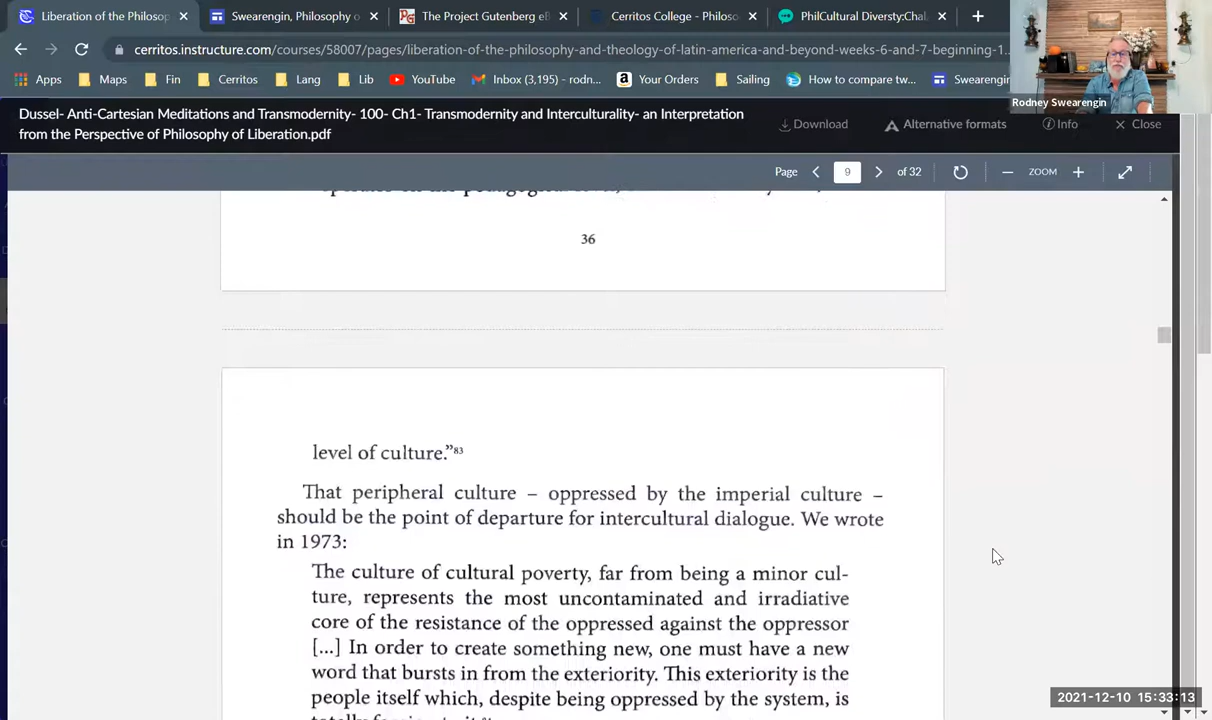 Liberation of the Philosop
Swearengin, Philosophy o
The Project Gutenberg eB
Cerritos College - Philoso
PhilCultural Diversty:Chal
cerritos.instructure.com/courses/58007/pages/liberation-of-the-philosophy-and-theology-of-latin-america-and-beyond-weeks-6-and-7-beginning-1...
Apps Maps Fin Cerritos Lang Lib YouTube Inbox (3,195) - rodn... Your Orders Sailing How to compare tw... Swearengin
Rodney Swearengin
Dussel- Anti-Cartesian Meditations and Transmodernity- 100- Ch1- Transmodernity and Interculturality- an Interpretation
from the Perspective of Philosophy of Liberation.pdf
Download Alternative formats Info Close
Page 9 of 32 ZOOM
36
level of culture."83
That peripheral culture – oppressed by the imperial culture –
should be the point of departure for intercultural dialogue. We wrote
in 1973:
The culture of cultural poverty, far from being a minor cul-
ture, represents the most uncontaminated and irradiative
core of the resistance of the oppressed against the oppressor
[...] In order to create something new, one must have a new
word that bursts in from the exteriority. This exteriority is the
people itself which, despite being oppressed by the system, is
2021-12-10 15:33:13